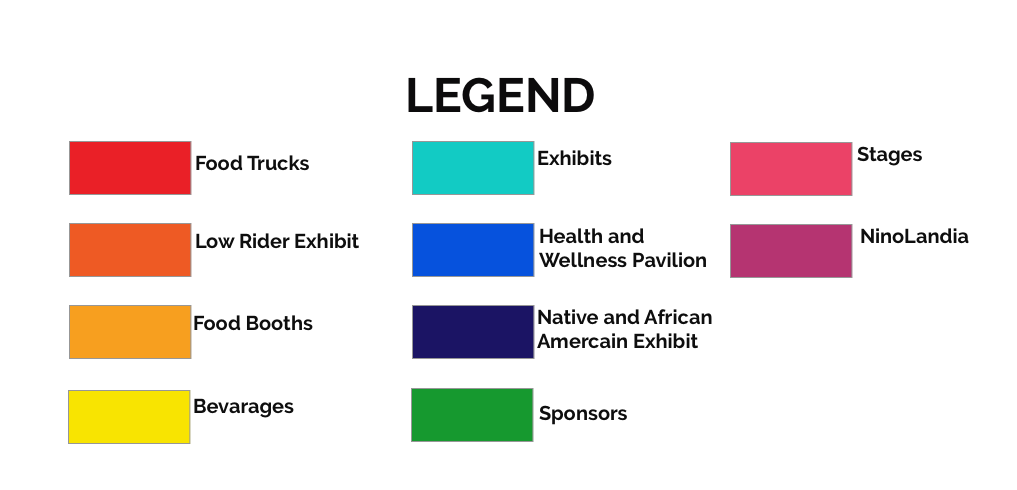 LEGEND
Food Trucks
Low Rider Exhibit
Food Booths
Bevarages
Exhibits
Health and
Wellness Pavilion
Native and African
Amercain Exhibit
Sponsors
Stages
NinoLandia